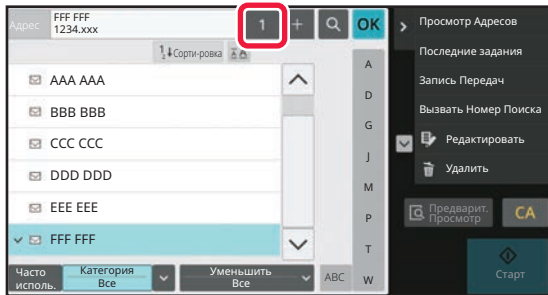 Адрес
FFF FFF
1234.xxx
1
+
OK
1
2
Сорти-ровка
AAA AAA
BBB BBB
CCC CCC
DDD DDD
EEE EEE
FFF FFF
A
D
G
J
M
P
T
W
Часто
исполь.
Категория
Все
Уменьшить
Все
ABC
Просмотр Адресов
Последние задания
Запись Передач
Вызвать Номер Поиска
Редактировать
Удалить
Предварит.
Просмотр
CA
Старт